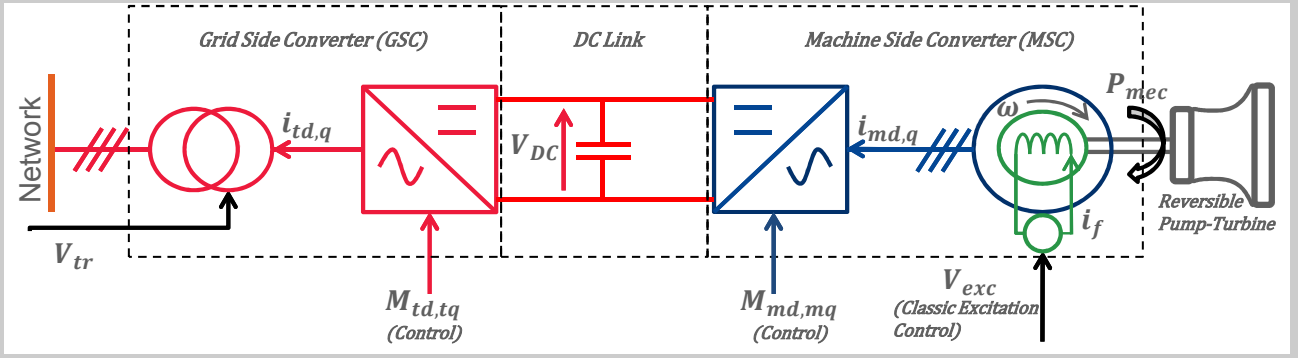 Grid Side Converter (GSC)
DC Link
Machine Side Converter (MSC)
Network
i_{td,q}
V_{DC}
i_{md,q}
ω
P_{mec}
i_f
Reversible
Pump-Turbine
V_{tr}
M_{td,tq}
(Control)
M_{md,mq}
(Control)
V_{exc}
(Classic Excitation
Control)